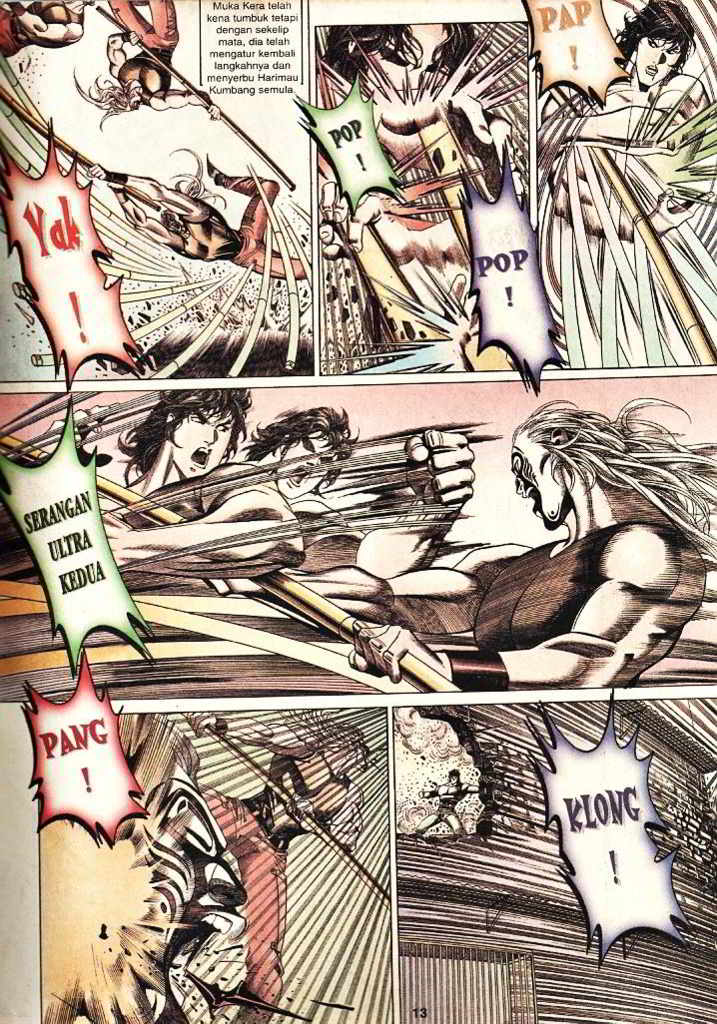 Muka Kera telah
kena tumbuk tetapi
dengan sekelip
mata, dia telah
mengatur kembali
langkahnya dan
menyerbu Harimau
Kumbang semula.
Yak
!
POP
!
POP
!
PAP
!
SERANGAN
ULTRA
KEDUA
PANG
!
KLONG
!
13